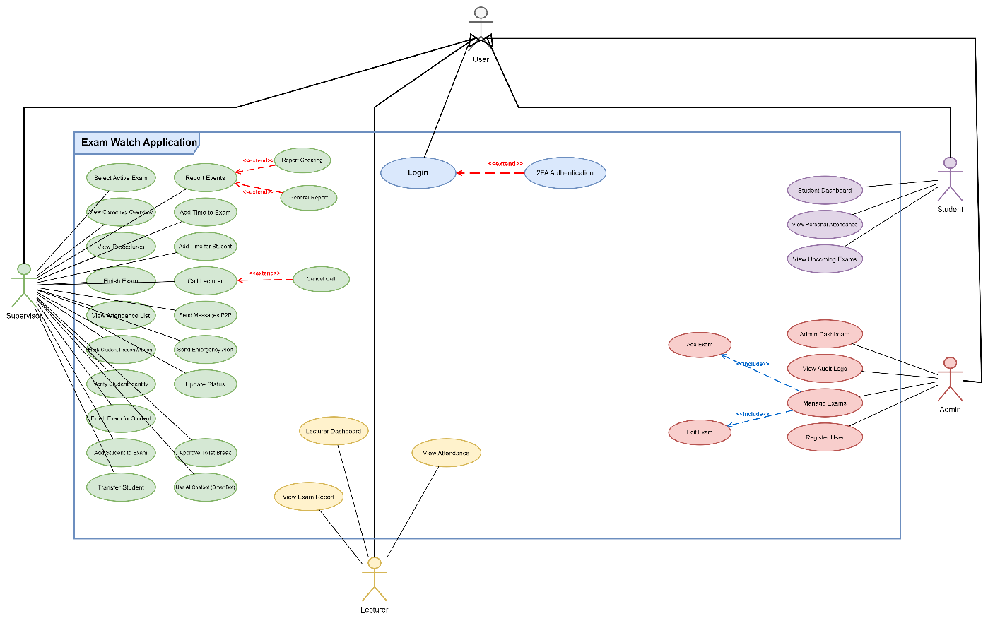 User
Exam Watch Application
Select Active Exam
Report Events
<<extend>>
Report Cheating
<<extend>>
General Report
Login
<<extend>>
2FA Authentication
Student Dashboard
Student
View Classmap Overview
Add Time to Exam
View Personal Attendance
View Procedures
Add Time for Student
View Upcoming Exams
Finish Exam
Call Lecturer
<<extend>>
Cancel Call
Supervisor
View Attendance List
Send Messages P2P
Mark Student Present/Absent
Send Emergency Alert
Add Exam
<<include>>
Admin Dashboard
Verify Student Identity
Update Status
View Audit Logs
Manage Exams
Admin
Finish Exam for Student
Lecturer Dashboard
<<include>>
Edit Exam
Register User
Add Student to Exam
Approve Toilet Break
View Attendance
Transfer Student
Use AI Chatbot (SmartBot)
View Exam Report
Lecturer